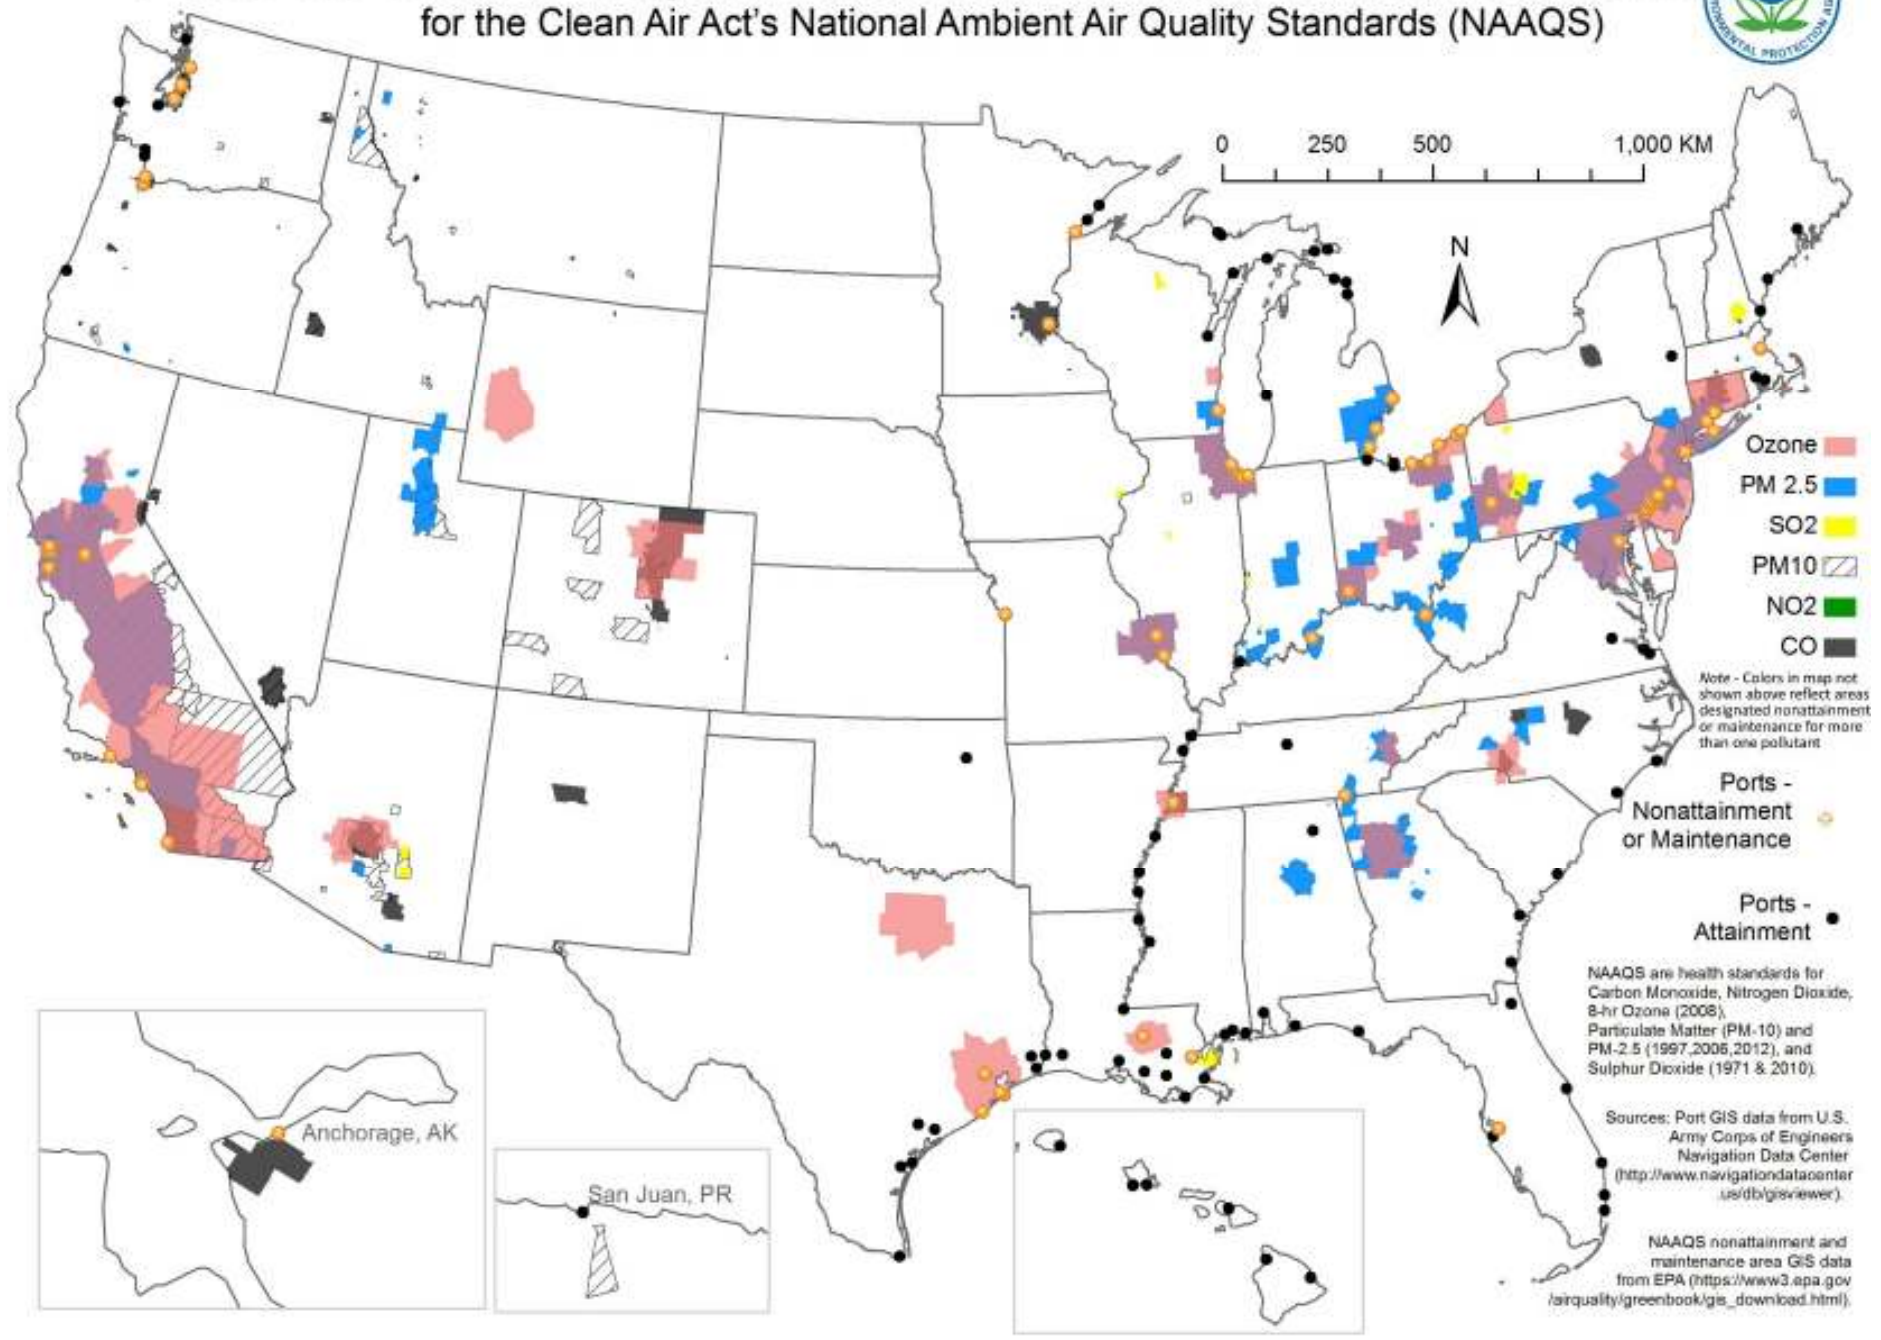 for the Clean Air Act's National Ambient Air Quality Standards (NAAQS)
0 250 500 1,000 KM
N
Ozone
PM 2.5
SO2
PM10
NO2
CO
Note - Colors in map not
shown above reflect areas
designated nonattainment
or maintenance for more
than one pollutant
Ports -
Nonattainment
or Maintenance
Ports -
Attainment
NAAQS are health standards for
Carbon Monoxide, Nitrogen Dioxide,
8-hr Ozone (2008),
Particulate Matter (PM-10) and
PM-2.5 (1997,2006,2012), and
Sulphur Dioxide (1971 & 2010).
Sources: Port GIS data from U.S.
Army Corps of Engineers
Navigation Data Center
(http://www.navigationdatacenter
.us/db/gisviewer).
NAAQS nonattainment and
maintenance area GIS data
from EPA (https://www3.epa.gov
/airquality/greenbook/gis_download.html).
Anchorage, AK
San Juan, PR